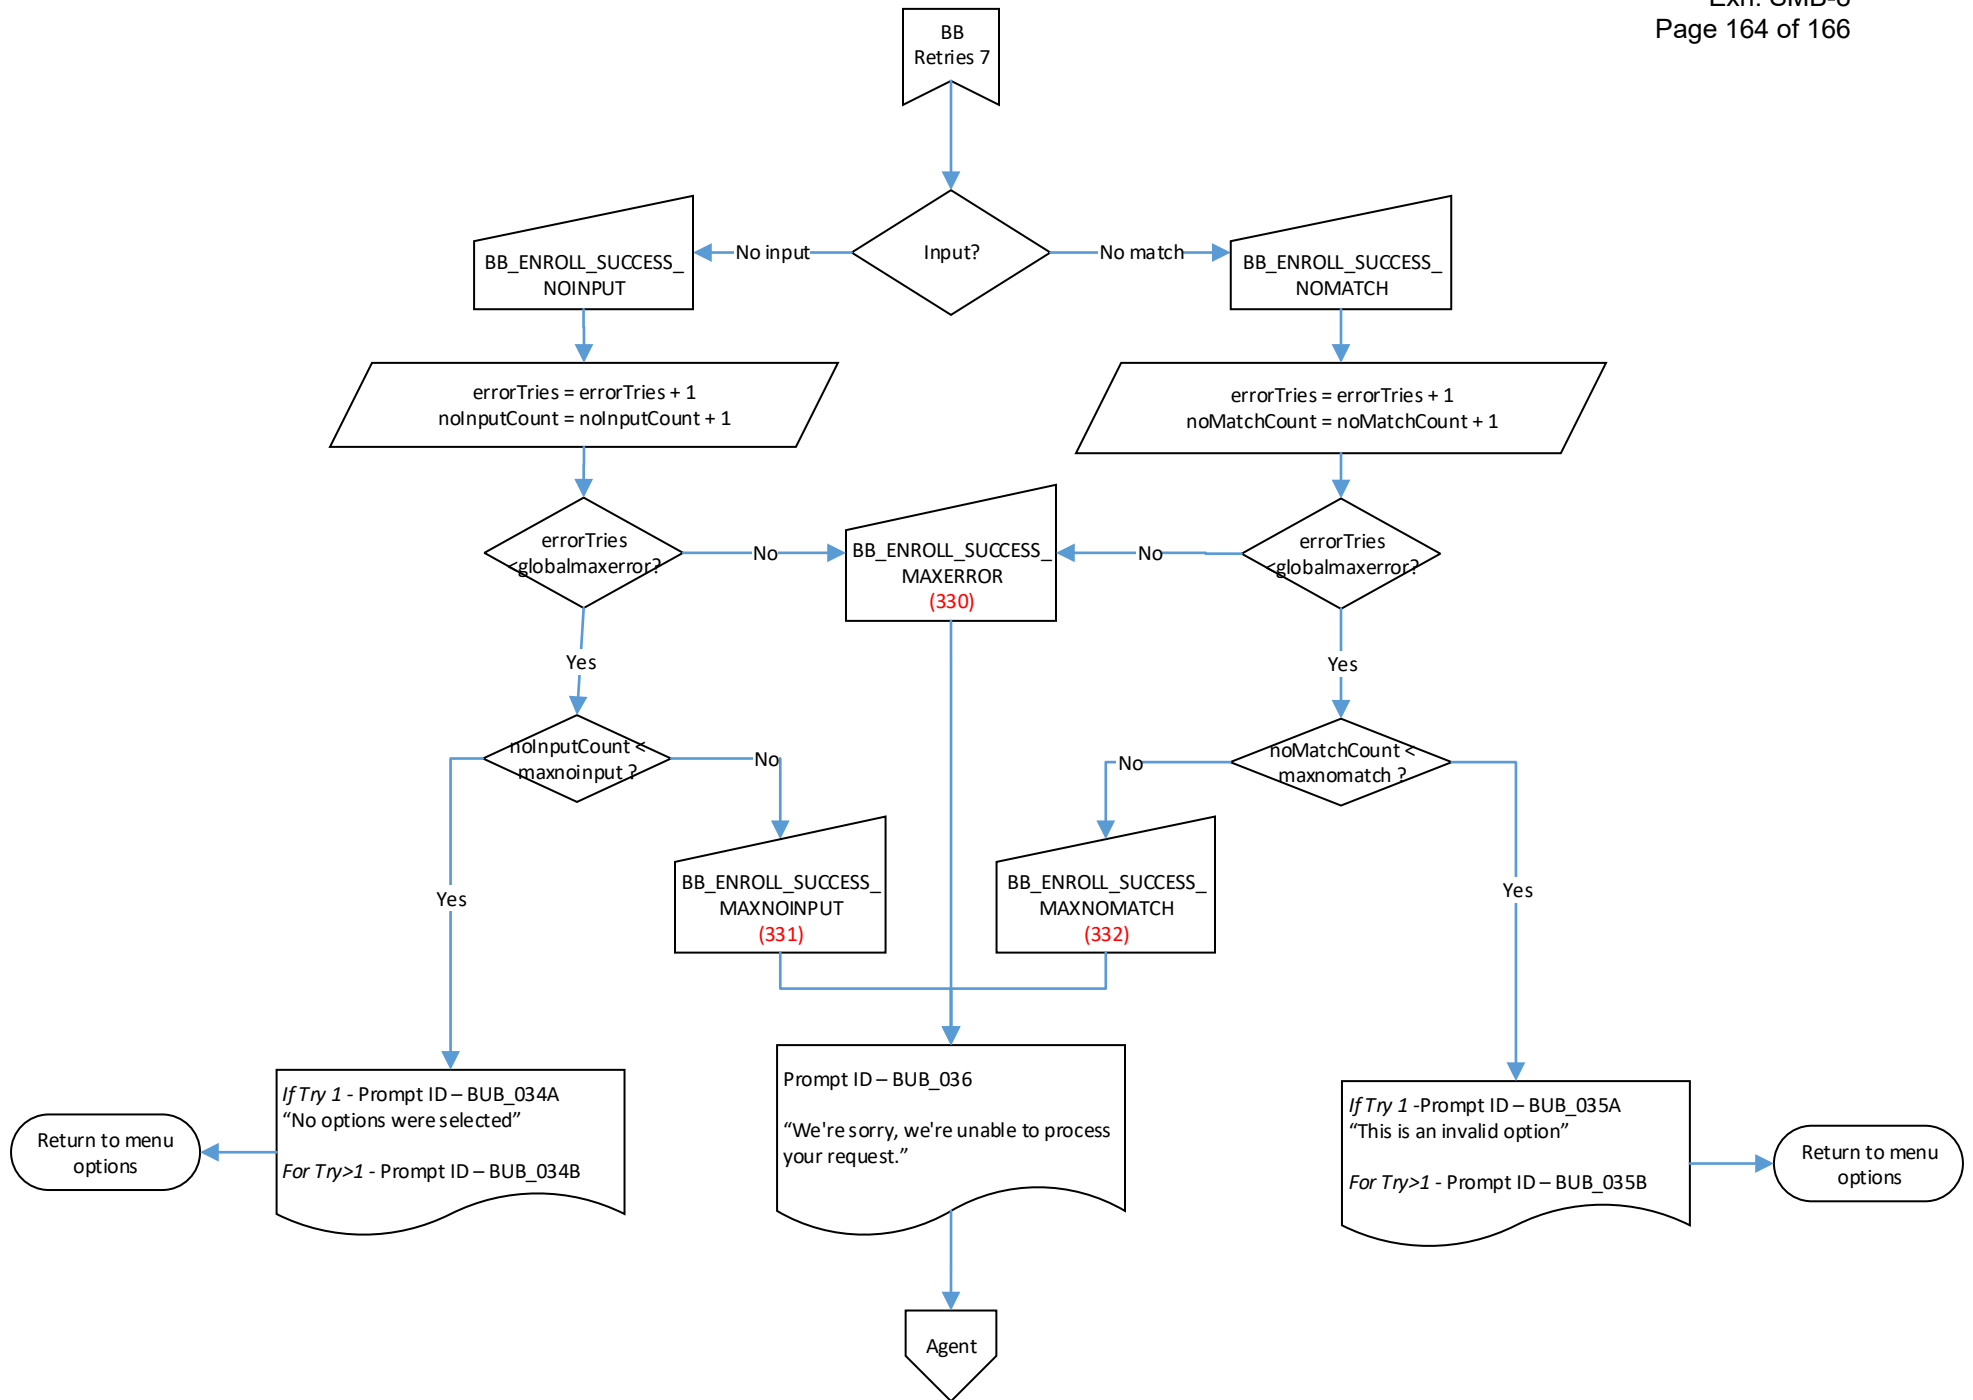 Exh. SMB-8
Page 164 of 166
BB
Retries 7
Input?
No input
No match
BB_ENROLL_SUCCESS_
NOINPUT
BB_ENROLL_SUCCESS_
NOMATCH
errorTries = errorTries + 1
noInputCount = noInputCount + 1
errorTries = errorTries + 1
noMatchCount = noMatchCount + 1
errorTries
<globalmaxerror?
No
BB_ENROLL_SUCCESS_
MAXERROR
(330)
No
errorTries
<globalmaxerror?
Yes
Yes
noInputCount <
maxnoinput ?
No
No
noMatchCount <
maxnomatch ?
Yes
BB_ENROLL_SUCCESS_
MAXNOINPUT
(331)
BB_ENROLL_SUCCESS_
MAXNOMATCH
(332)
Yes
Return to menu
options
If Try 1 - Prompt ID – BUB_034A
“No options were selected”
For Try>1 - Prompt ID – BUB_034B
Prompt ID – BUB_036
“We're sorry, we're unable to process
your request.”
If Try 1 -Prompt ID – BUB_035A
“This is an invalid option”
For Try>1 - Prompt ID – BUB_035B
Return to menu
options
Agent